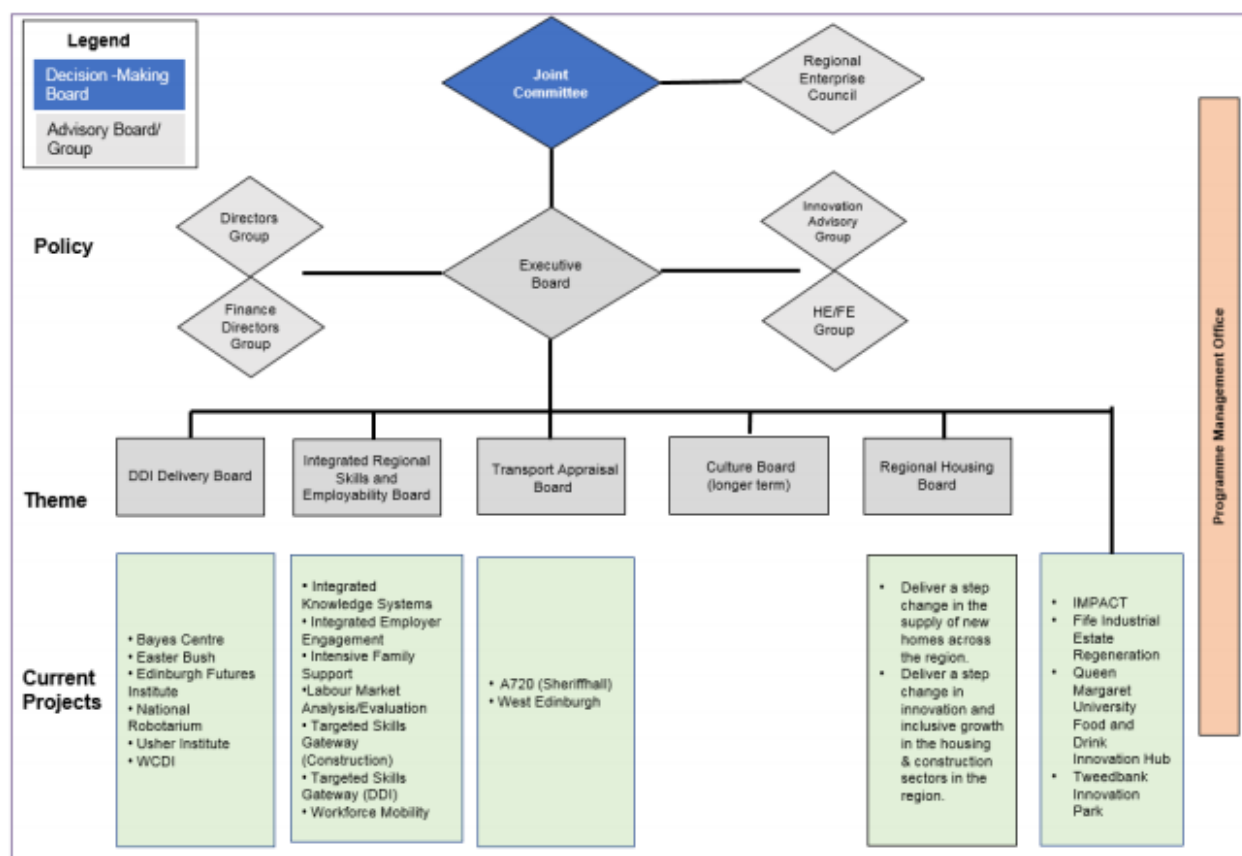 Legend
Decision -Making
Board
Advisory Board/
Group
Joint
Committee
Regional
Enterprise
Council
Policy
Directors
Group
Finance
Directors
Group
Executive
Board
Innovation
Advisory
Group
HE/FE
Group
Programme Management Office
Theme
DDI Delivery Board
Integrated Regional
Skills and
Employability Board
Transport Appraisal
Board
Culture Board
(longer term)
Regional Housing
Board
Current
Projects
• Bayes Centre
• Easter Bush
• Edinburgh Futures
Institute
• National
Robotarium
• Usher Institute
• WCDI
• Integrated
Knowledge Systems
• Integrated Employer
Engagement
• Intensive Family
Support
•Labour Market
Analysis/Evaluation
• Targeted Skills
Gateway
(Construction)
• Targeted Skills
Gateway (DDI)
• Workforce Mobility
• A720 (Sheriffhall)
• West Edinburgh
• Deliver a step
change in the
supply of new
homes across
the region.
• Deliver a step
change in
innovation and
inclusive growth
in the housing
& construction
sectors in the
region.
• IMPACT
• Fife Industrial
Estate
Regeneration
• Queen
Margaret
University
Food and
Drink
Innovation Hub
• Tweedbank
Innovation
Park